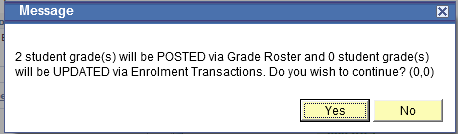 Message
2 student grade(s) will be POSTED via Grade Roster and 0 student grade(s)
will be UPDATED via Enrolment Transactions. Do you wish to continue? (0,0)
Yes
No